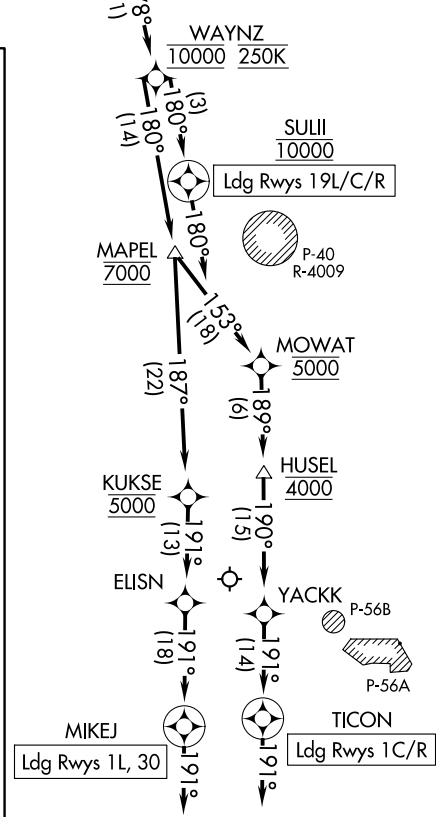 8°
1)
WAYNZ
10000 250K
(3)
180°
180°
(14)
SULII
10000
Ldg Rwys 19L/C/R
180°
P-40
R-4009
MAPEL
7000
153°
(18)
MOWAT
5000
187°
(22)
189°
(6)
HUSEL
4000
KUKSE
5000
190°
(15)
191°
(13)
ELISN
YACKK
P-56B
191°
(18)
191°
(14)
P-56A
MIKEJ
Ldg Rwys 1L, 30
TICON
Ldg Rwys 1C/R
191°
191°